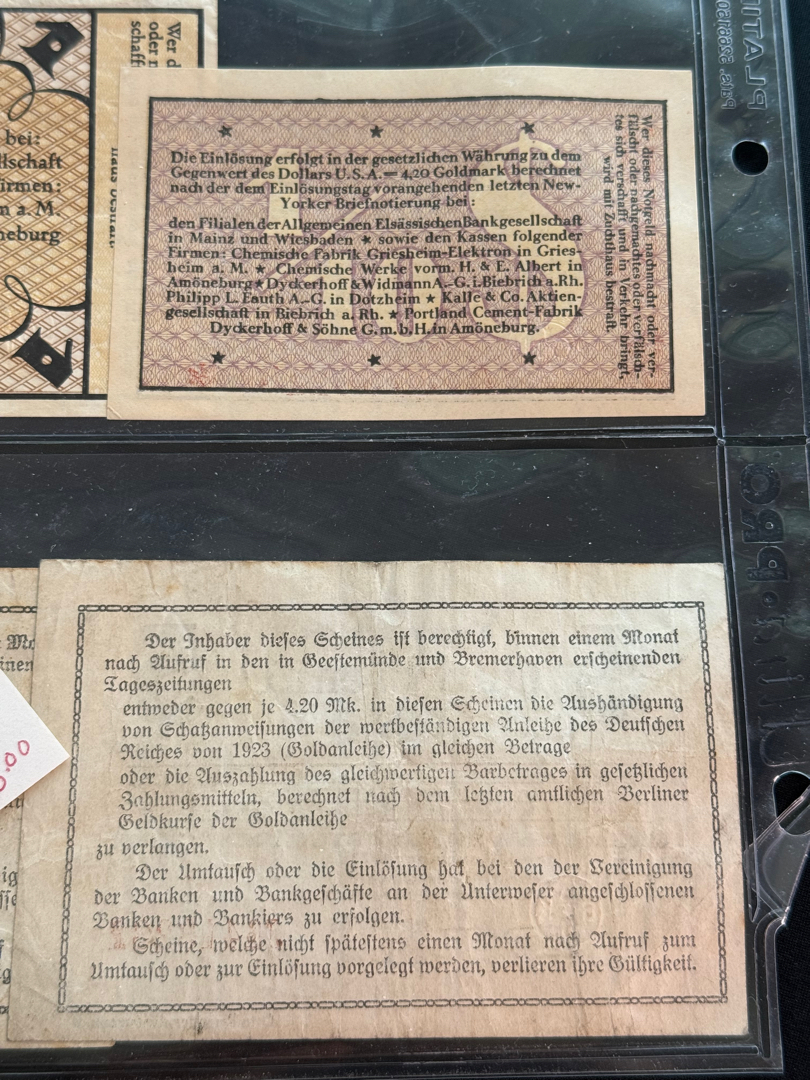 Wer d
oder n
schaff
bei:
llschaft
irmen:
n a. M.
neburg
Die Einlösung erfolgt in der gesetzlichen Währung zu dem
Gegenwert des Dollars U.S.A.=4,20 Goldmark berechnet
nach der dem Einlösungstag vorangehenden letzten New-
Yorker Briefnotierung bei:
den Filialen der Allgemeinen Elsässischen Bankgesellschaft
in Mainz und Wiesbaden ★ sowie den Kassen folgender
Firmen: Chemische Fabrik Griesheim-Elektron in Gries-
heim a. M. ★ Chemische Werke vorm. H. & E. Albert in
Amöneburg★Dyckerhoff & Widmann A.-G. i. Biebrich a. Rh.
Philipp L. Fauth A.-G. in Dotzheim ★ Kalle & Co. Aktien-
gesellschaft in Biebrich a. Rh. ★ Portland Cement-Fabrik
Dyckerhoff & Söhne G. m. b. H. in Amöneburg.
Wer dieses Notgeld nachmacht oder ver-
fälscht oder nachgemachtes oder verfälsch-
tes sich verschafft und in Verkehr bringt,
wird mit Zuchthaus bestraft.
Der Inhaber dieses Scheines ist berechtigt, binnen einem Monat
nach Aufruf in den in Geestemünde und Bremerhaven erscheinenden
Tageszeitungen
entweder gegen je 4.20 Mk. in diesen Scheinen die Aushändigung
von Schatzanweisungen der wertbeständigen Anleihe des Deutschen
Reiches von 1923 (Goldanleihe) im gleichen Betrage
oder die Auszahlung des gleichwertigen Barbetrages in gesetzlichen
Zahlungsmitteln, berechnet nach dem letzten amtlichen Berliner
Geldkurse der Goldanleihe
zu verlangen.
Der Umtausch oder die Einlösung hat bei den der Vereinigung
der Banken und Bankgeschäfte an der Unterweser angeschlossenen
Banken und Bankiers zu erfolgen.
Scheine, welche nicht spätestens einen Monat nach Aufruf zum
Umtausch oder zur Einlösung vorgelegt werden, verlieren ihre Gültigkeit.